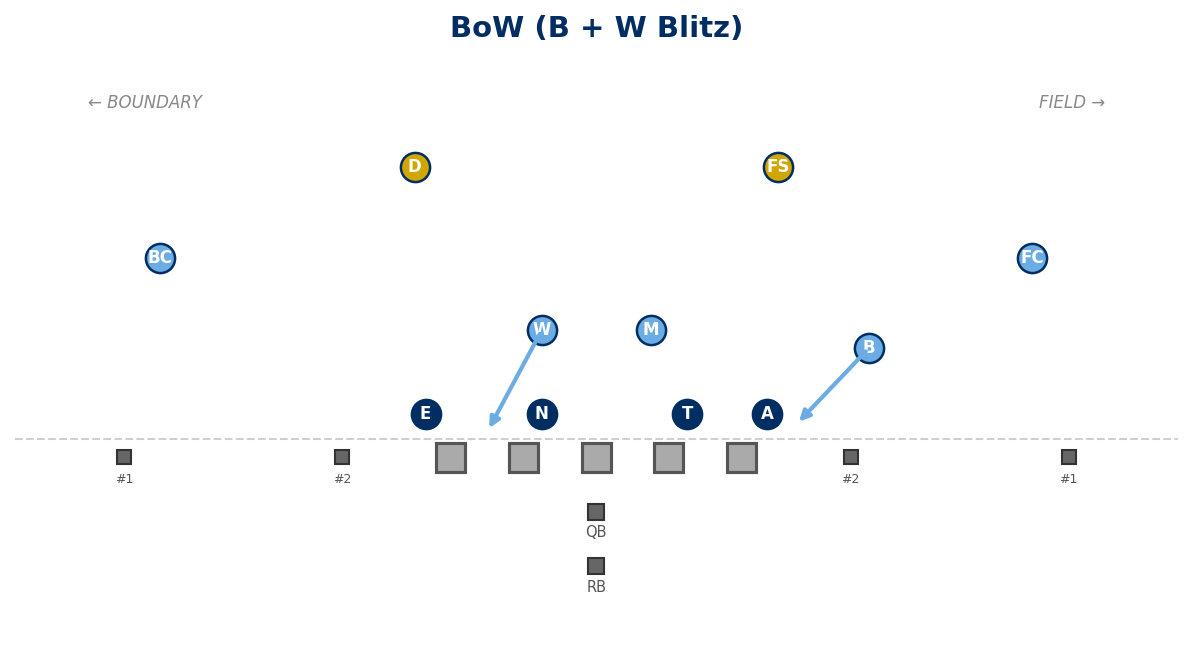 BoW (B + W Blitz)
← BOUNDARY
FIELD →
D
FS
BC
FC
W
M
B
E
N
T
A
#1
#2
#2
#1
QB
RB